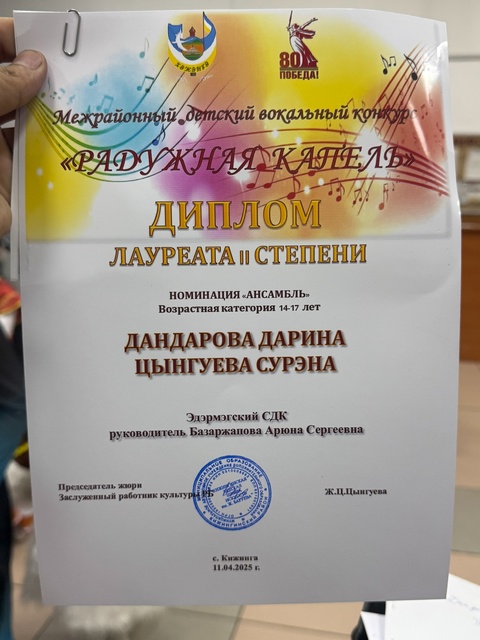 КИЖИНГА
80
ПОБЕДА!
Межрайонный детский вокальный конкурс
«РАДУЖНАЯ КАПЕЛЬ»
ДИПЛОМ
ЛАУРЕАТА II СТЕПЕНИ
НОМИНАЦИЯ «АНСАМБЛЬ»
Возрастная категория 14-17 лет
ДАНДАРОВА ДАРИНА
ЦЫНГУЕВА СУРЭНА
Эдэрмэгский СДК
руководитель Базаржапова Арюна Сергеевна
Председатель жюри
Заслуженный работник культуры РБ
Ж.Ц.Цынгуева
с. Кижинга
11.04.2025 г.